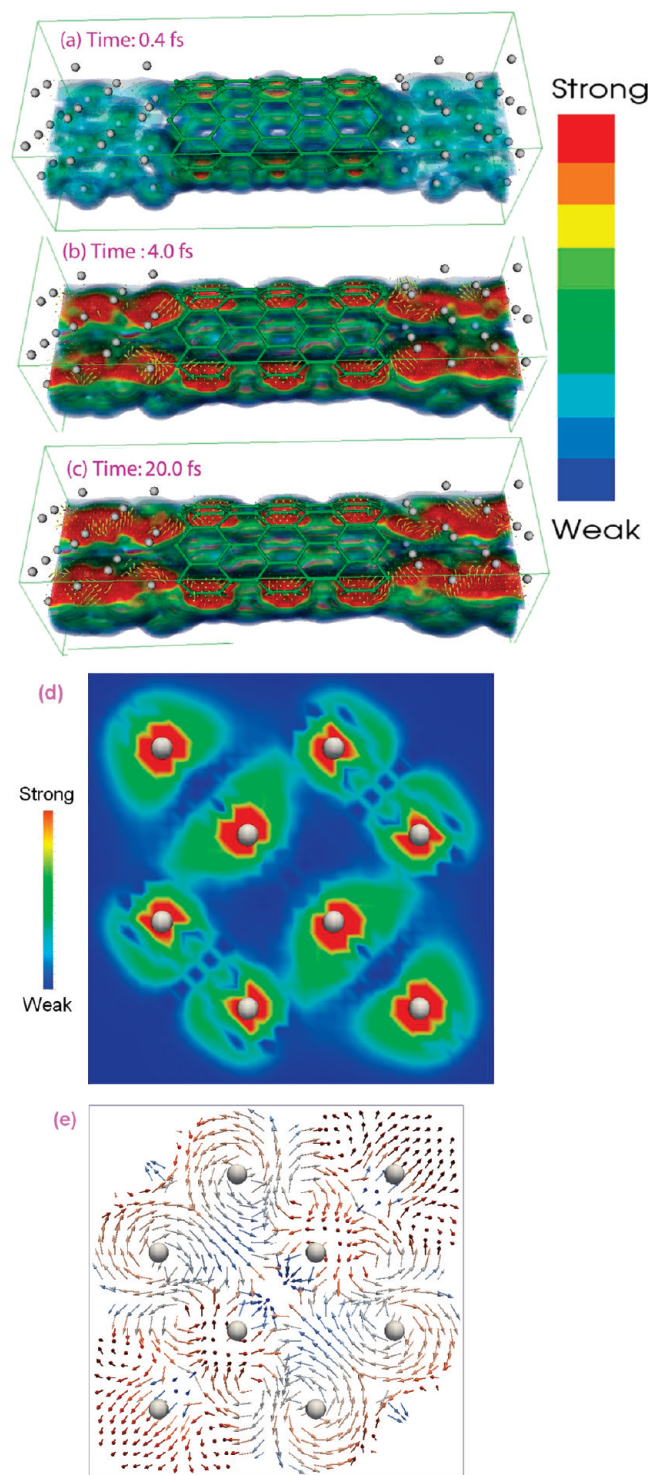 (a) Time: 0.4 fs
Strong
(b) Time : 4.0 fs
(c) Time: 20.0 fs
Weak
(d)
Strong
Weak
(e)